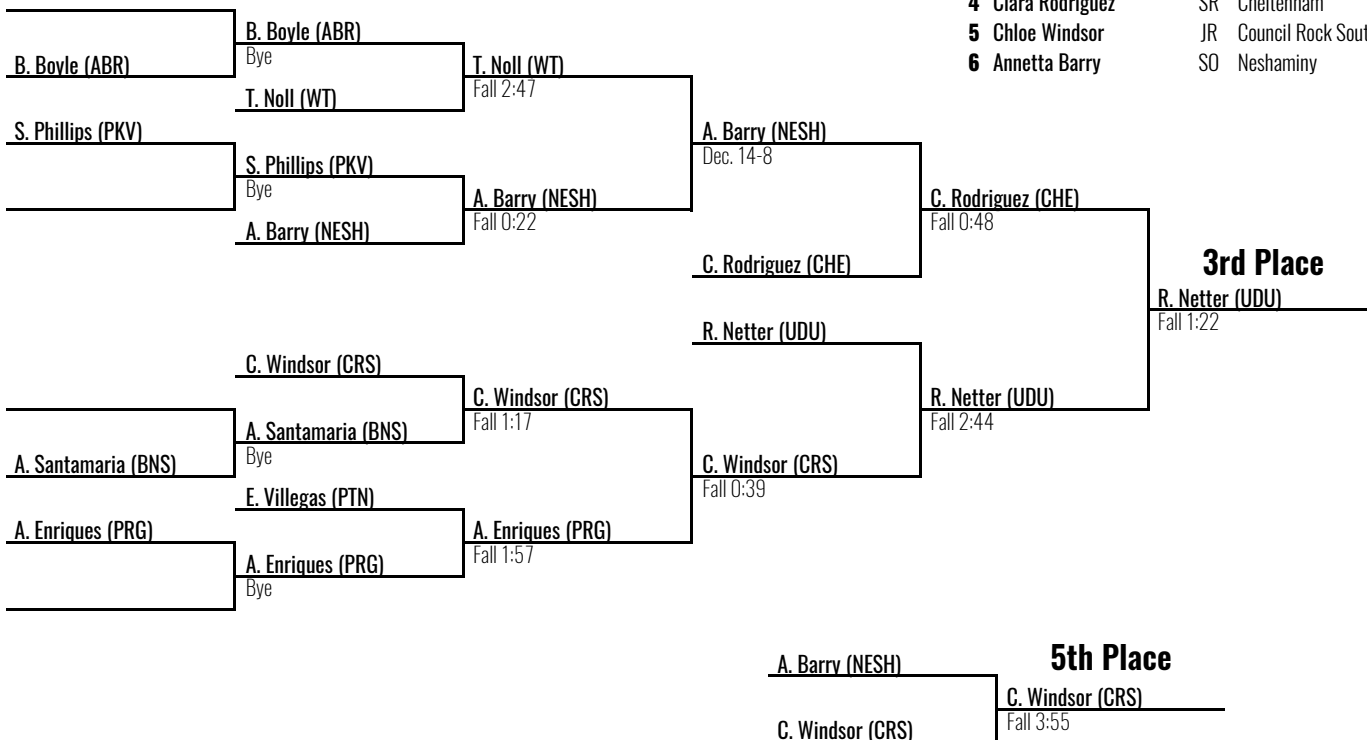 4 Clara Rodriguez SR Cheltenham
B. Boyle (ABR)
5 Chloe Windsor JR Council Rock Sout
Bye
B. Boyle (ABR)
T. Noll (WT)
6 Annetta Barry SO Neshaminy
Fall 2:47
T. Noll (WT)
S. Phillips (PKV)
A. Barry (NESH)
Dec. 14-8
S. Phillips (PKV)
Bye
A. Barry (NESH)
C. Rodriguez (CHE)
Fall 0:22
Fall 0:48
A. Barry (NESH)
C. Rodriguez (CHE)
3rd Place
R. Netter (UDU)
Fall 1:22
R. Netter (UDU)
C. Windsor (CRS)
C. Windsor (CRS)
R. Netter (UDU)
Fall 1:17
Fall 2:44
A. Santamaria (BNS)
Bye
A. Santamaria (BNS)
C. Windsor (CRS)
Fall 0:39
E. Villegas (PTN)
A. Enriques (PRG)
A. Enriques (PRG)
Fall 1:57
A. Enriques (PRG)
Bye
A. Barry (NESH)
5th Place
C. Windsor (CRS)
Fall 3:55
C. Windsor (CRS)